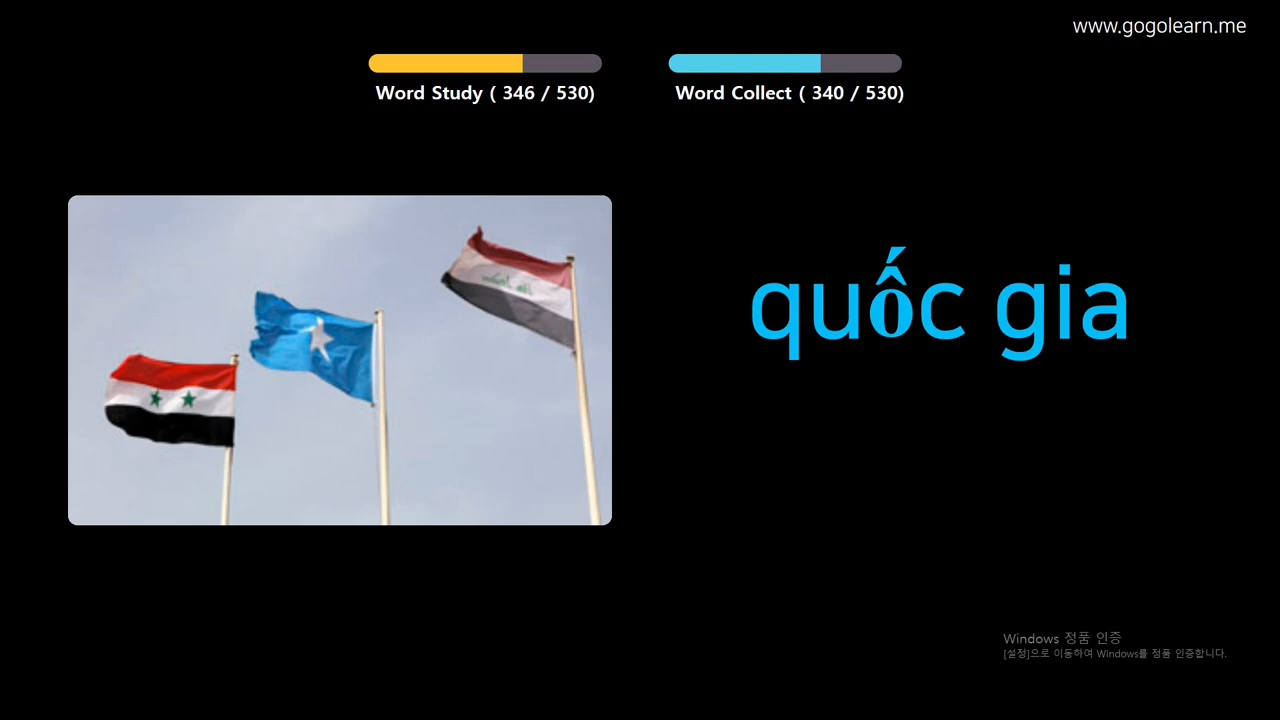 www.gogolearn.me
Word Study ( 346 / 530)
Word Collect ( 340 / 530)
quốc gia
Windows 정품 인증
[설정]으로 이동하여 Windows를 정품 인증합니다.